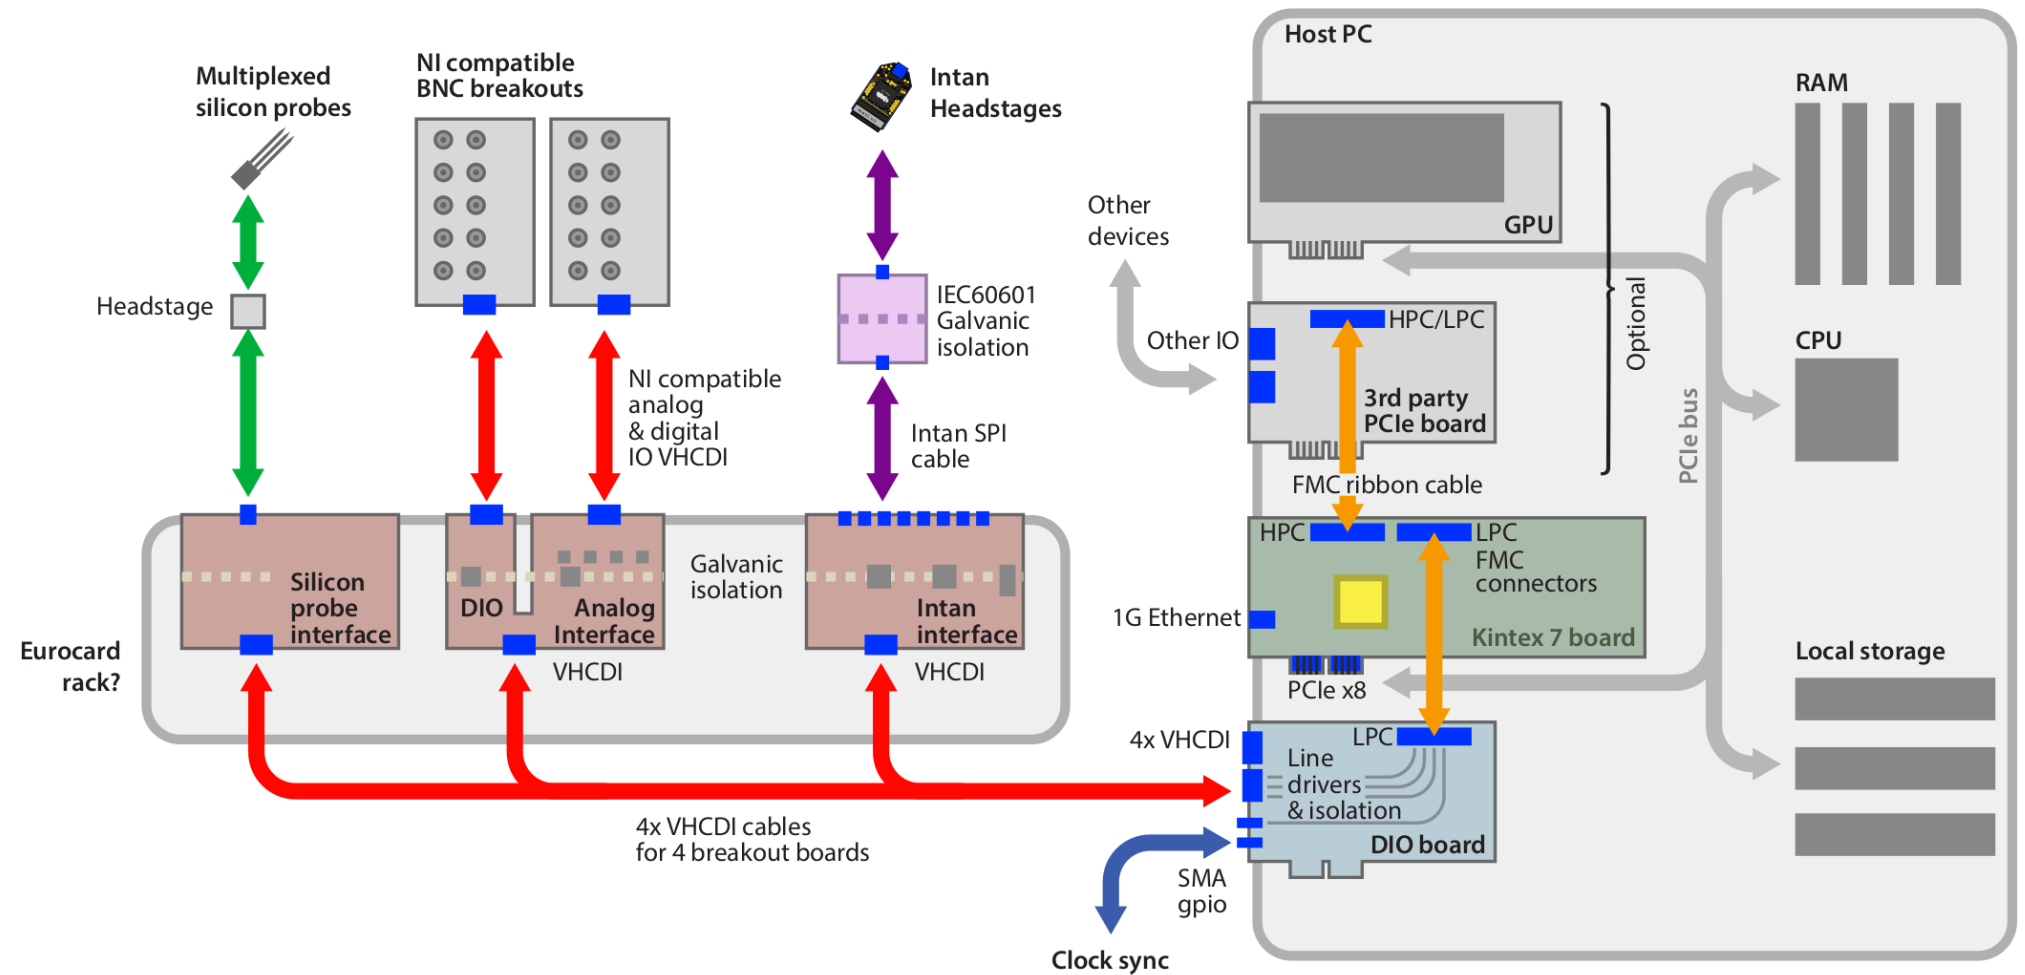 Multiplexed
silicon probes
NI compatible
BNC breakouts
Intan
Headstages
Headstage
NI compatible
analog
& digital
IO VHCDI
IEC60601
Galvanic
isolation
Intan SPI
cable
Silicon
probe
interface
DIO
Analog
Interface
Galvanic
isolation
Intan
interface
Eurocard
rack?
VHCDI
VHCDI
4x VHCDI cables
for 4 breakout boards
Host PC
GPU
Other
devices
Other IO
HPC/LPC
3rd party
PCIe board
Optional
FMC ribbon cable
HPC
LPC
FMC
connectors
1G Ethernet
Kintex 7 board
PCIe x8
4x VHCDI
LPC
Line
drivers
& isolation
DIO board
SMA
gpio
Clock sync
PCIe bus
RAM
CPU
Local storage